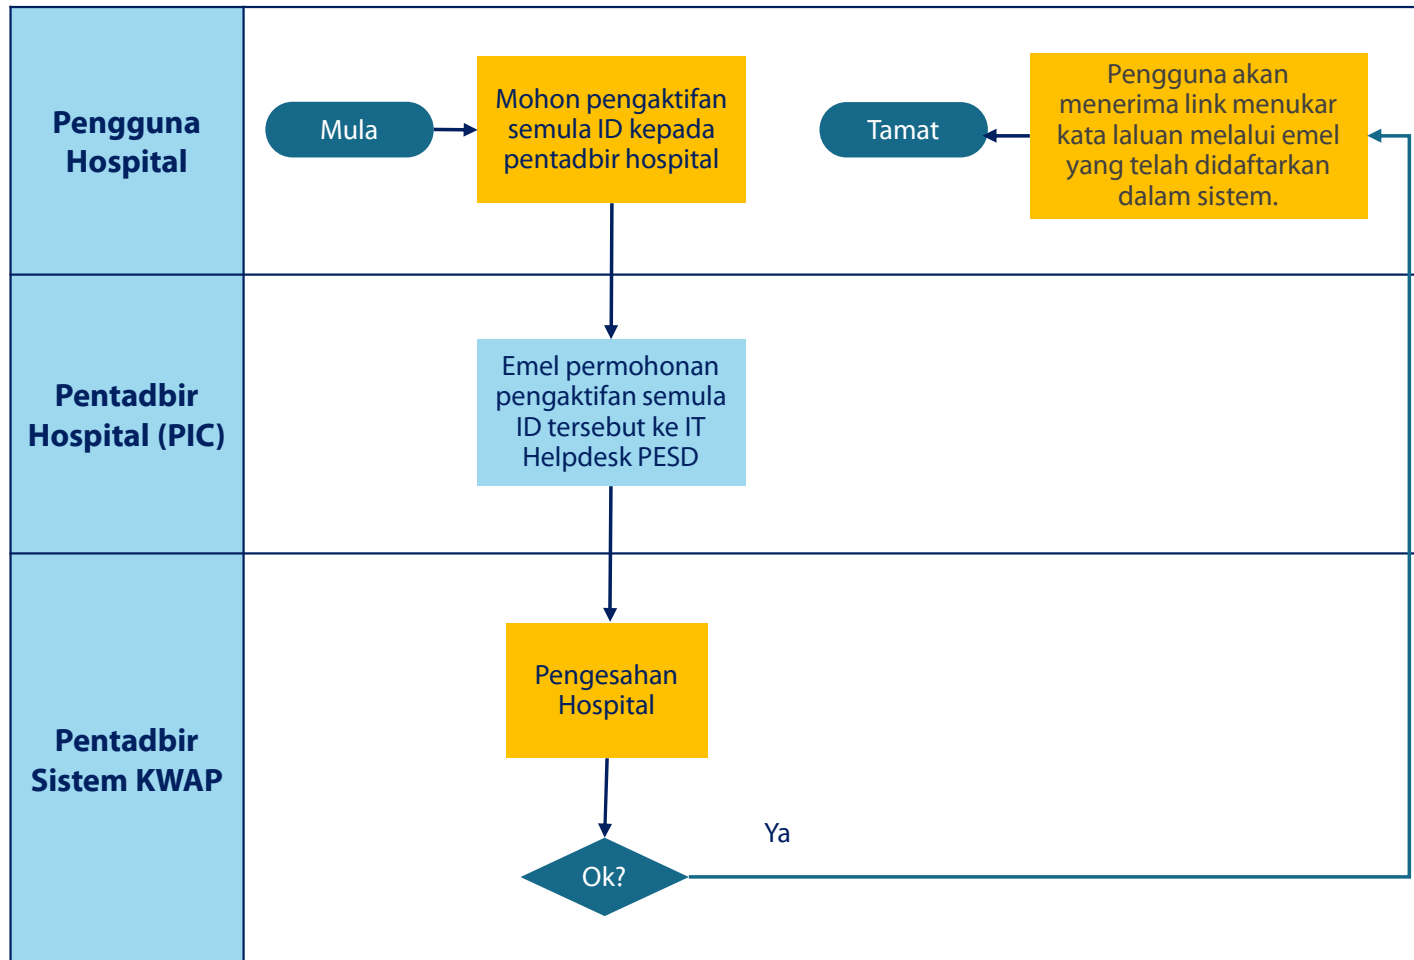 Pengguna
Hospital
Mula
Mohon pengaktifan
semula ID kepada
pentadbir hospital
Tamat
Pengguna akan
menerima link menukar
kata laluan melalui emel
yang telah didaftarkan
dalam sistem.
Pentadbir
Hospital (PIC)
Emel permohonan
pengaktifan semula
ID tersebut ke IT
Helpdesk PESD
Pentadbir
Sistem KWAP
Pengesahan
Hospital
Ok?
Ya